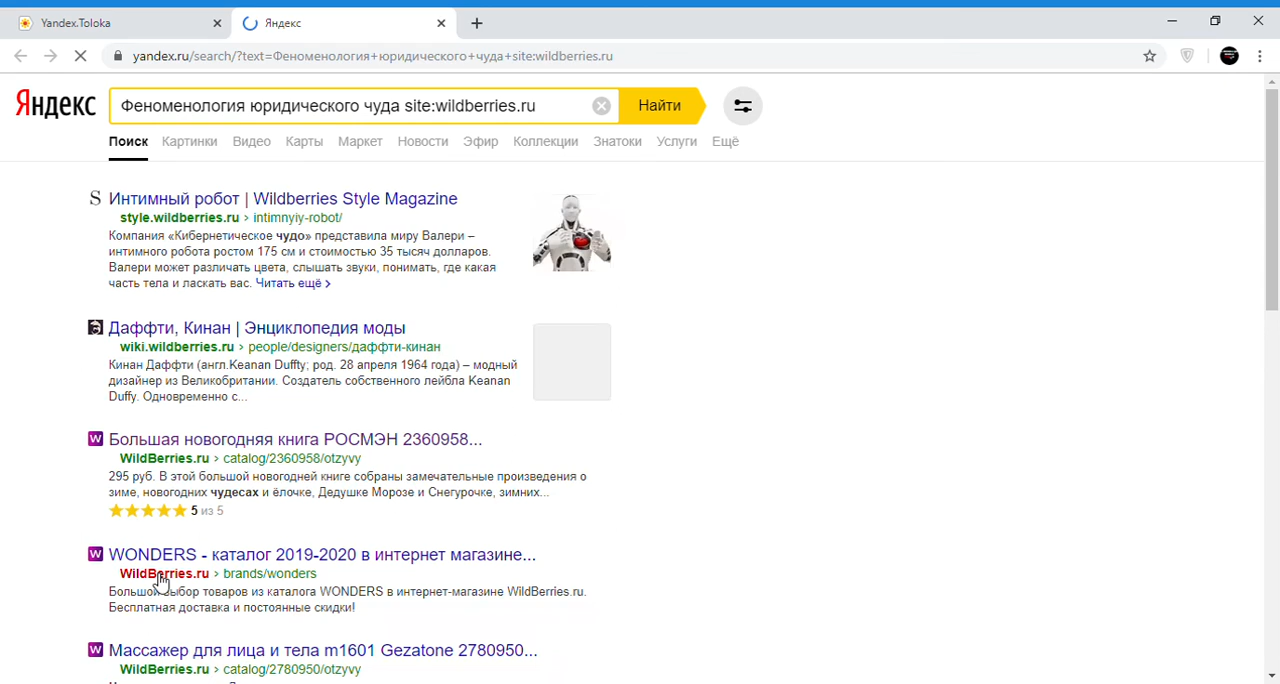 Yandex.Toloka
Яндекс
yandex.ru/search/?text=Феноменология+юридического+чуда+site:wildberries.ru
Яндекс
Феноменология юридического чуда site:wildberries.ru
Найти
Поиск Картинки Видео Карты Маркет Новости Эфир Коллекции Знатоки Услуги Ещё
S Интимный робот | Wildberries Style Magazine
style.wildberries.ru › intimnyiy-robot/
Компания «Кибернетическое чудо» представила миру Валери –
интимного робота ростом 175 см и стоимостью 35 тысяч долларов.
Валери может различать цвета, слышать звуки, понимать, где какая
часть тела и ласкать вас. Читать ещё ›
Даффти, Кинан | Энциклопедия моды
wiki.wildberries.ru › people/designers/даффти-кинан
Кинан Даффти (англ.Keanan Duffty; род. 28 апреля 1964 года) – модный
дизайнер из Великобритании. Создатель собственного лейбла Keanan
Duffy. Одновременно с...
W Большая новогодняя книга РОСМЭН 2360958...
WildBerries.ru › catalog/2360958/otzyvy
295 руб. В этой большой новогодней книге собраны замечательные произведения о
зиме, новогодних чудесах и ёлочке, Дедушке Морозе и Снегурочке, зимних...
5 из 5
W WONDERS - каталог 2019-2020 в интернет магазине...
WildBerries.ru › brands/wonders
Большой выбор товаров из каталога WONDERS в интернет-магазине WildBerries.ru.
Бесплатная доставка и постоянные скидки!
W Массажер для лица и тела m1601 Gezatone 2780950...
WildBerries.ru › catalog/2780950/otzyvy